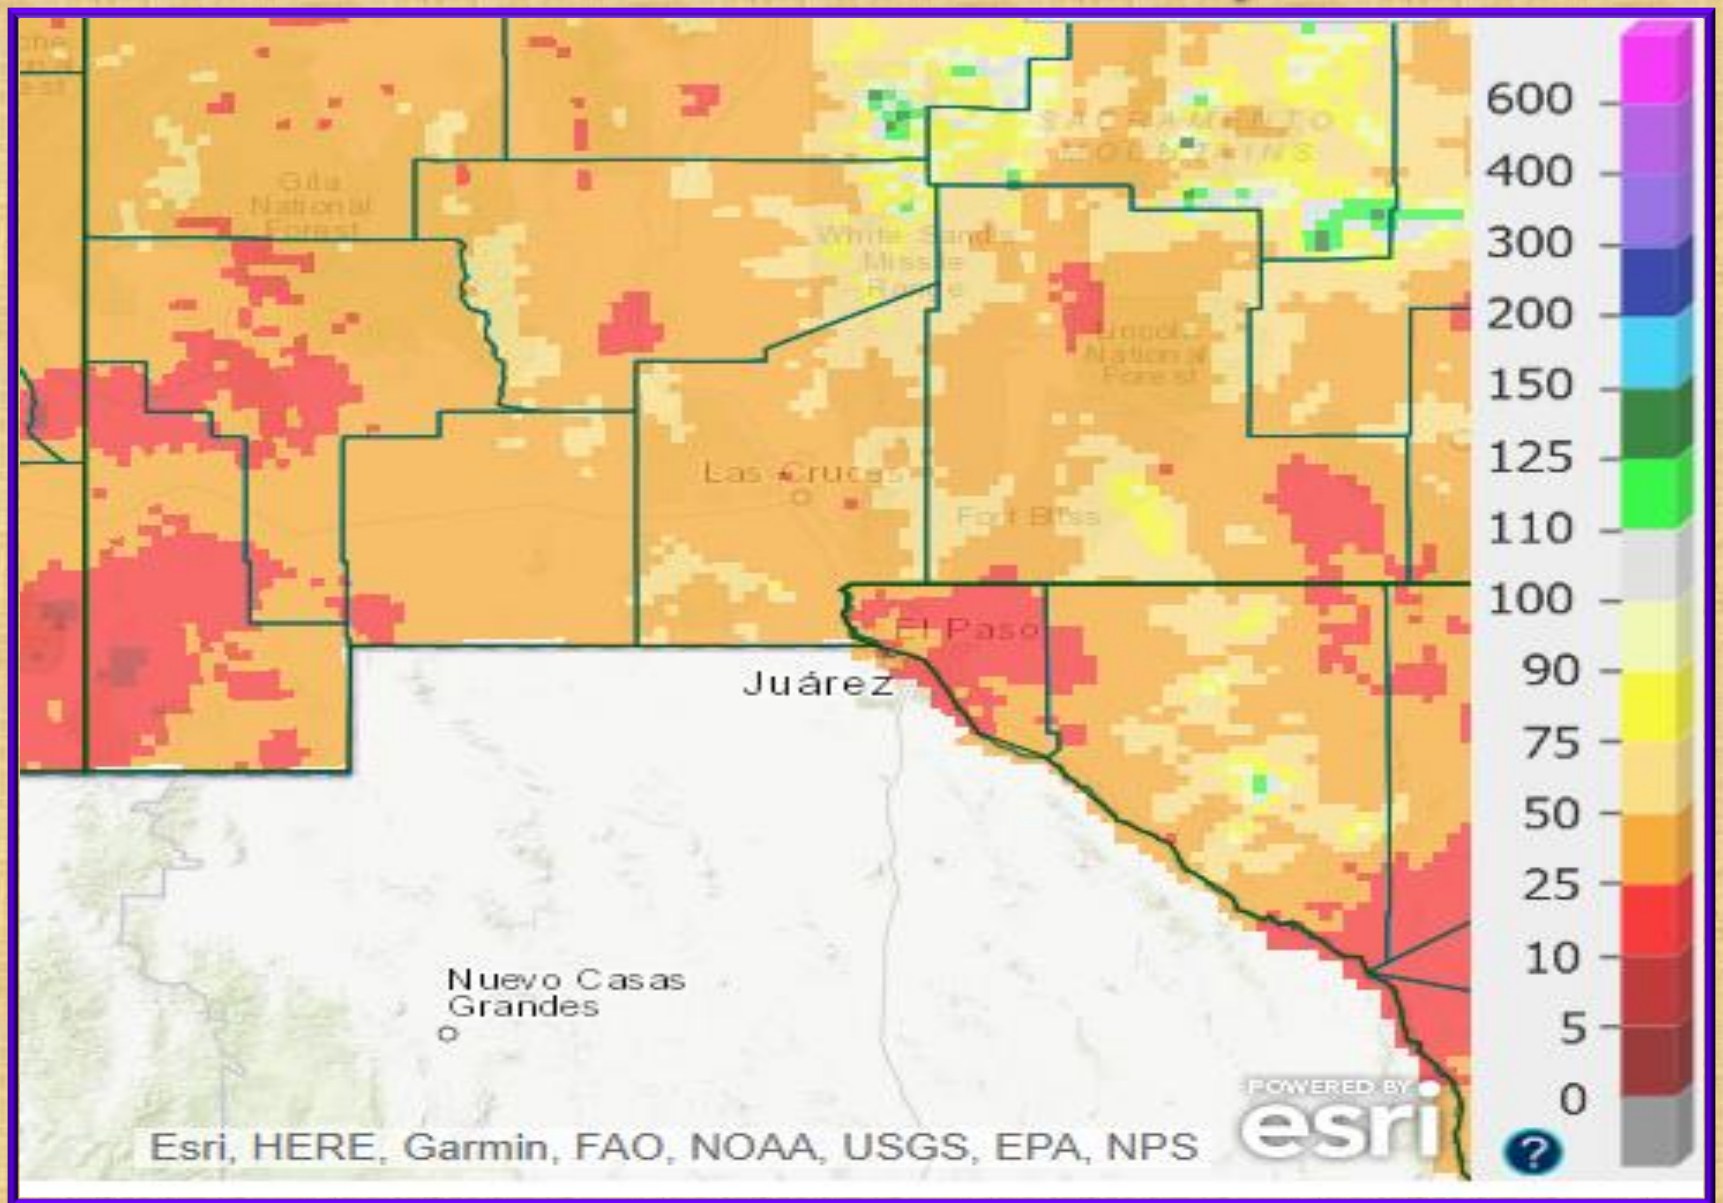 Gila
National
Forest
SACRAMENTO
MOUNTAINS
White Sands
Missile
Range
Lincoln
National
Forest
Las Cruces
Fort Bliss
El Paso
Juárez
Nuevo Casas
Grandes
POWERED BY
esri
Esri, HERE, Garmin, FAO, NOAA, USGS, EPA, NPS
600
400
300
200
150
125
110
100
90
75
50
25
10
5
0
?